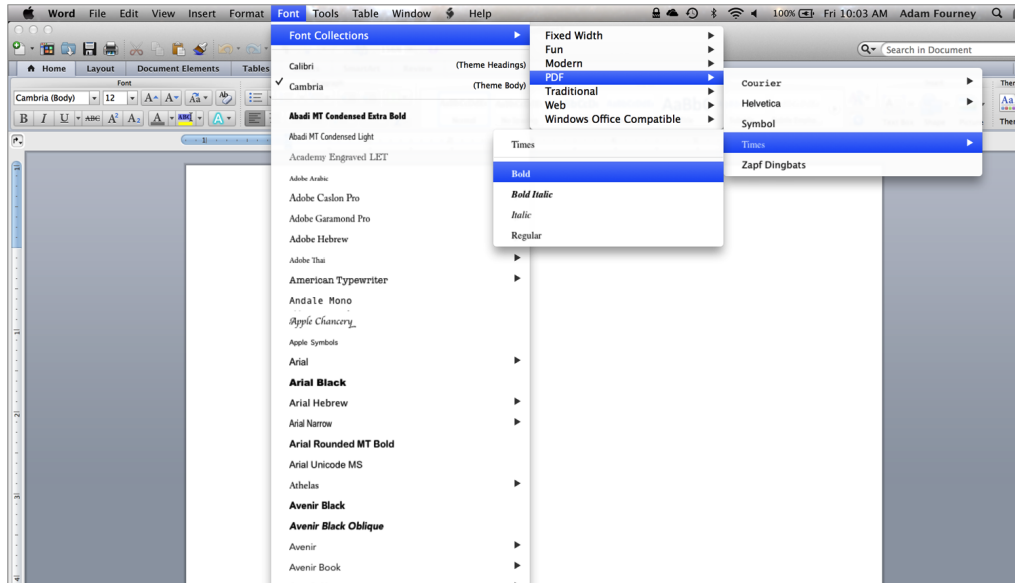 Word File Edit View Insert Format Font Tools Table Window Help 100% Fri 10:03 AM Adam Fourney
Search in Document
Home Layout Document Elements Tables
Font
Cambria (Body) 12
Font Collections
Calibri (Theme Headings)
Cambria (Theme Body)
Abadi MT Condensed Extra Bold
Abadi MT Condensed Light
Academy Engraved LET
Adobe Arabic
Adobe Caslon Pro
Adobe Garamond Pro
Adobe Hebrew
Adobe Thai
American Typewriter
Andale Mono
Apple Chancery
Apple Symbols
Arial
Arial Black
Arial Hebrew
Arial Narrow
Arial Rounded MT Bold
Arial Unicode MS
Athelas
Avenir Black
Avenir Black Oblique
Avenir
Avenir Book
Fixed Width
Fun
Modern
PDF
Traditional
Web
Windows Office Compatible
Courier
Helvetica
Symbol
Times
Zapf Dingbats
Times
Bold
Bold Italic
Italic
Regular